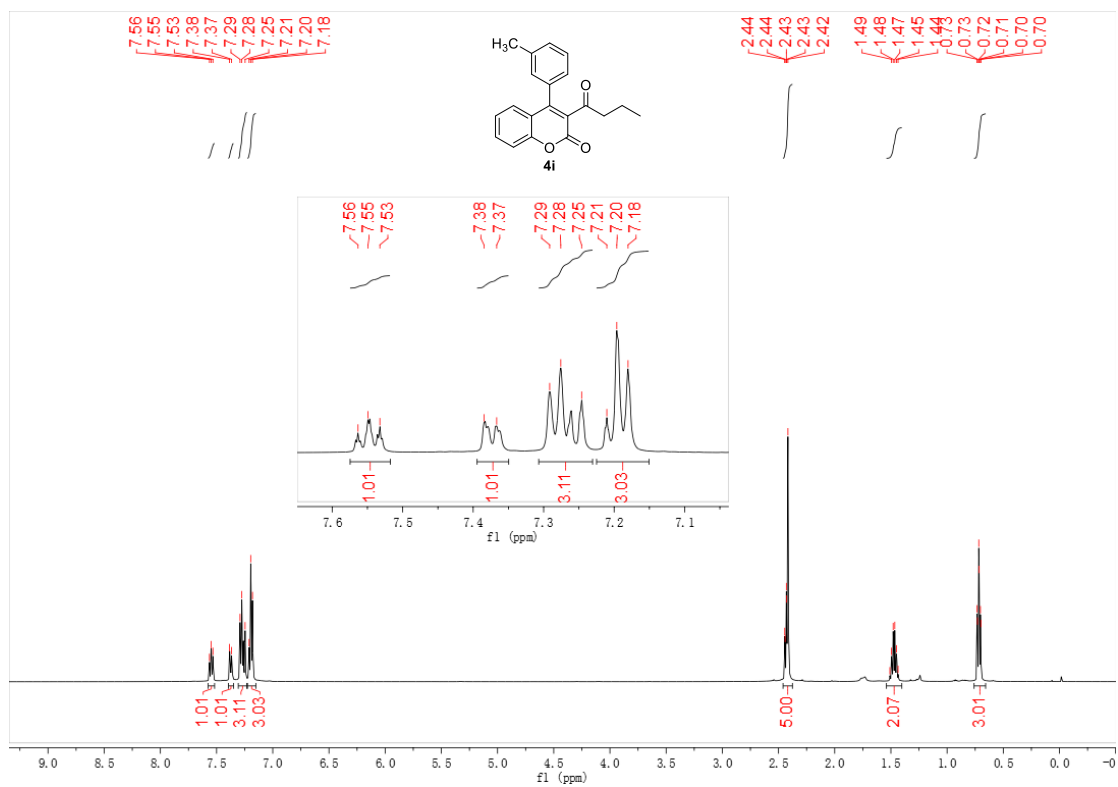 7.56 7.55 7.53 7.38 7.37 7.29 7.28 7.25 7.21 7.20 7.18
2.44 2.44 2.43 2.43 2.42
1.49 1.48 1.47 1.45 1.44 0.73 0.73 0.72 0.71 0.70 0.70
H₃C
O
O
O
4i
7.56 7.55 7.53 7.38 7.37 7.29 7.28 7.25 7.21 7.20 7.18
1.01 1.01 3.11 3.03
7.6 7.5 7.4 7.3 7.2 7.1
f1 (ppm)
1.01 1.01 3.11 3.03 5.00 2.07 3.01
9.0 8.5 8.0 7.5 7.0 6.5 6.0 5.5 5.0 4.5 4.0 3.5 3.0 2.5 2.0 1.5 1.0 0.5 0.0 -0
f1 (ppm)